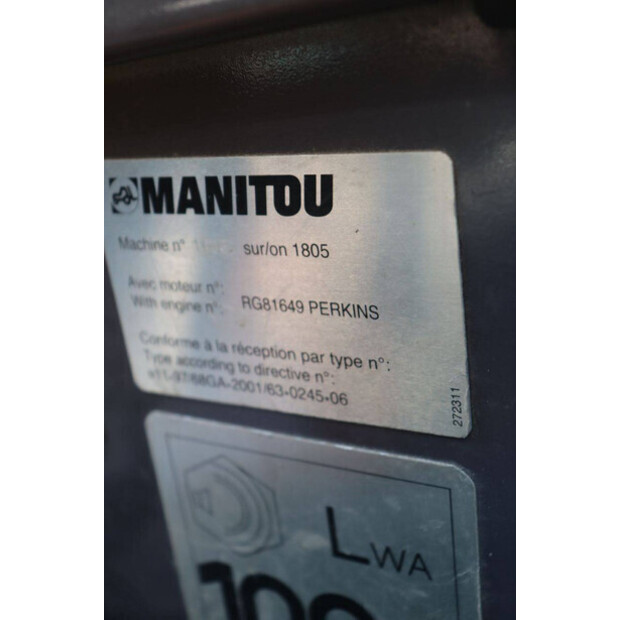 MANITOU
Machine n° sur/on 1805
Avec moteur n°:
With engine n°: RG81649 PERKINS
Conforme à la réception par type n°:
Type according to directive n°:
e11-97/68GA-2001/63-0245-06
272311
LWA